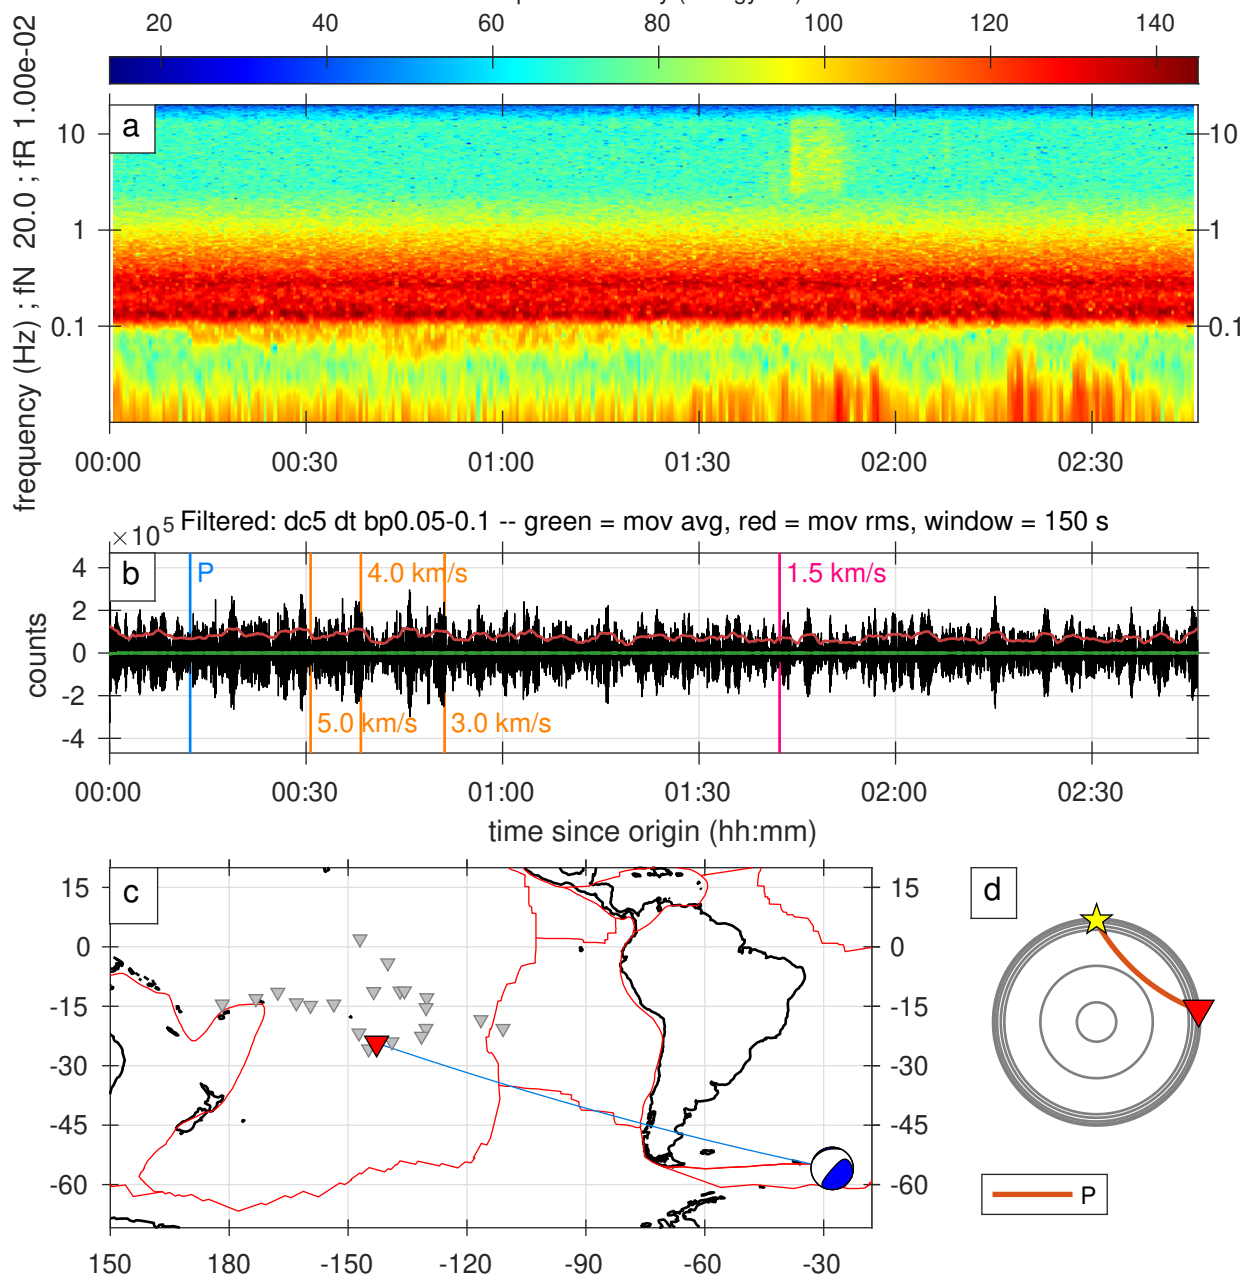 20 40 60 80 100 120 140
frequency (Hz) ; fN 20.0 ; fR 1.00e-02
a
10 10
1 1
0.1 0.1
00:00 00:30 01:00 01:30 02:00 02:30
×10^5 Filtered: dc5 dt bp0.05-0.1 -- green = mov avg, red = mov rms, window = 150 s
b
P 4.0 km/s 1.5 km/s
5.0 km/s 3.0 km/s
4
2
0
-2
-4
counts
00:00 00:30 01:00 01:30 02:00 02:30
time since origin (hh:mm)
c
15 15
0 0
-15 -15
-30 -30
-45 -45
-60 -60
150 180 -150 -120 -90 -60 -30
d
P